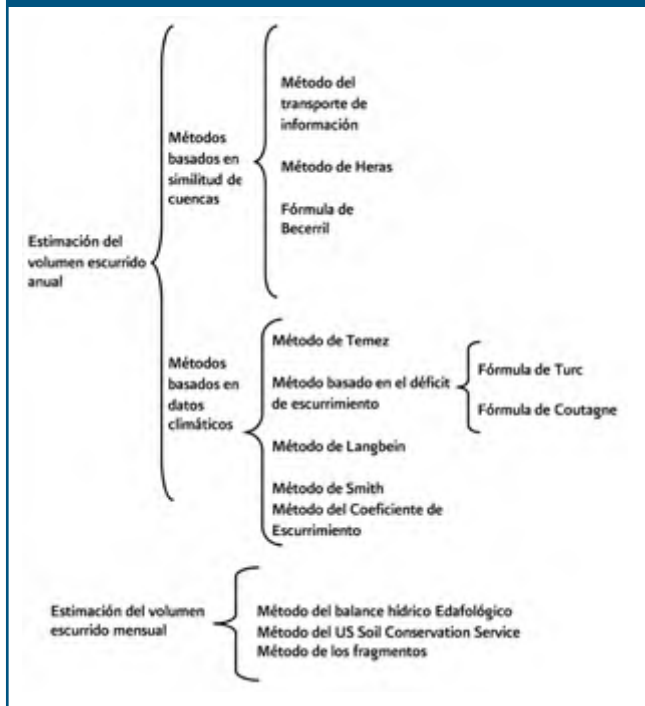 Estimación del
volumen escurrido
anual
Métodos
basados en
similitud de
cuencas
Método del
transporte de
información
Método de Heras
Fórmula de
Becerril
Métodos
basados en
datos
climáticos
Método de Temez
Método basado en el déficit
de escurrimiento
Fórmula de Turc
Fórmula de Coutagne
Método de Langbein
Método de Smith
Método del Coeficiente de
Escurrimiento
Estimación del volumen
escurrido mensual
Método del balance hídrico Edafológico
Método del US Soil Conservation Service
Método de los fragmentos